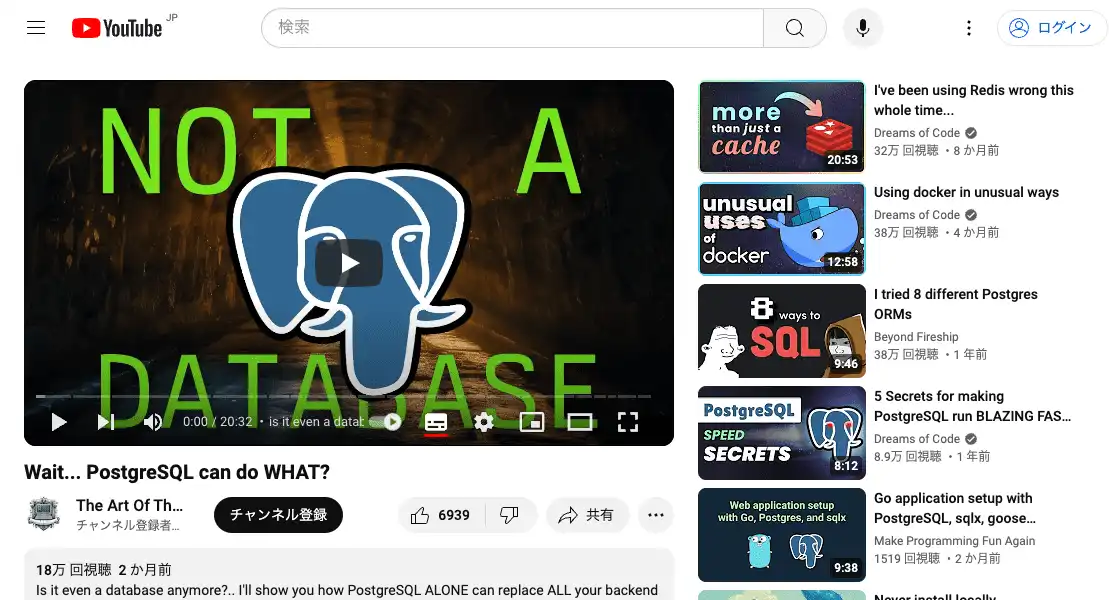 YouTube JP
検索
ログイン
NOT A
DATABASE
0:00 / 20:32 • is it even a datab
Wait... PostgreSQL can do WHAT?
The Art Of Th...
チャンネル登録者...
チャンネル登録
6939
共有
18万 回視聴 2 か月前
Is it even a database anymore?.. I'll show you how PostgreSQL ALONE can replace ALL your backend
more
than just a
cache
20:53
I've been using Redis wrong this
whole time...
Dreams of Code
32万 回視聴 • 8 か月前
unusual
uses
of
docker
12:58
Using docker in unusual ways
Dreams of Code
38万 回視聴 • 4 か月前
8 ways to
SQL
9:46
I tried 8 different Postgres
ORMs
Beyond Fireship
38万 回視聴 • 1 年前
PostgreSQL
SPEED
SECRETS
8:12
5 Secrets for making
PostgreSQL run BLAZING FAS...
Dreams of Code
8.9万 回視聴 • 1 年前
Web application setup
with Go, Postgres, and sqlx
9:38
Go application setup with
PostgreSQL, sqlx, goose...
Make Programming Fun Again
1519 回視聴 • 2 か月前
Never install locally